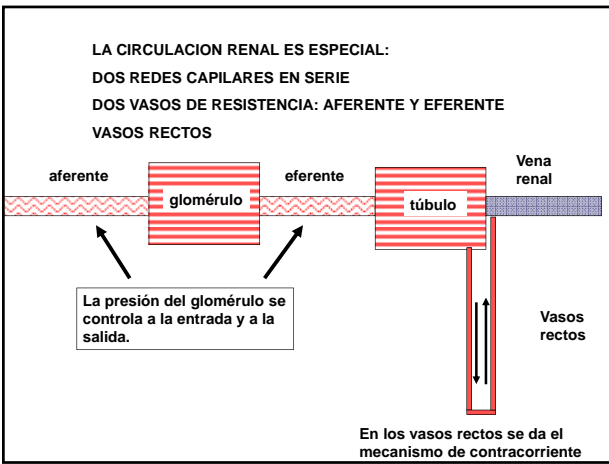 LA CIRCULACION RENAL ES ESPECIAL:
DOS REDES CAPILARES EN SERIE
DOS VASOS DE RESISTENCIA: AFERENTE Y EFERENTE
VASOS RECTOS
aferente
glomérulo
eferente
túbulo
Vena
renal
La presión del glomérulo se
controla a la entrada y a la
salida.
Vasos
rectos
En los vasos rectos se da el
mecanismo de contracorriente